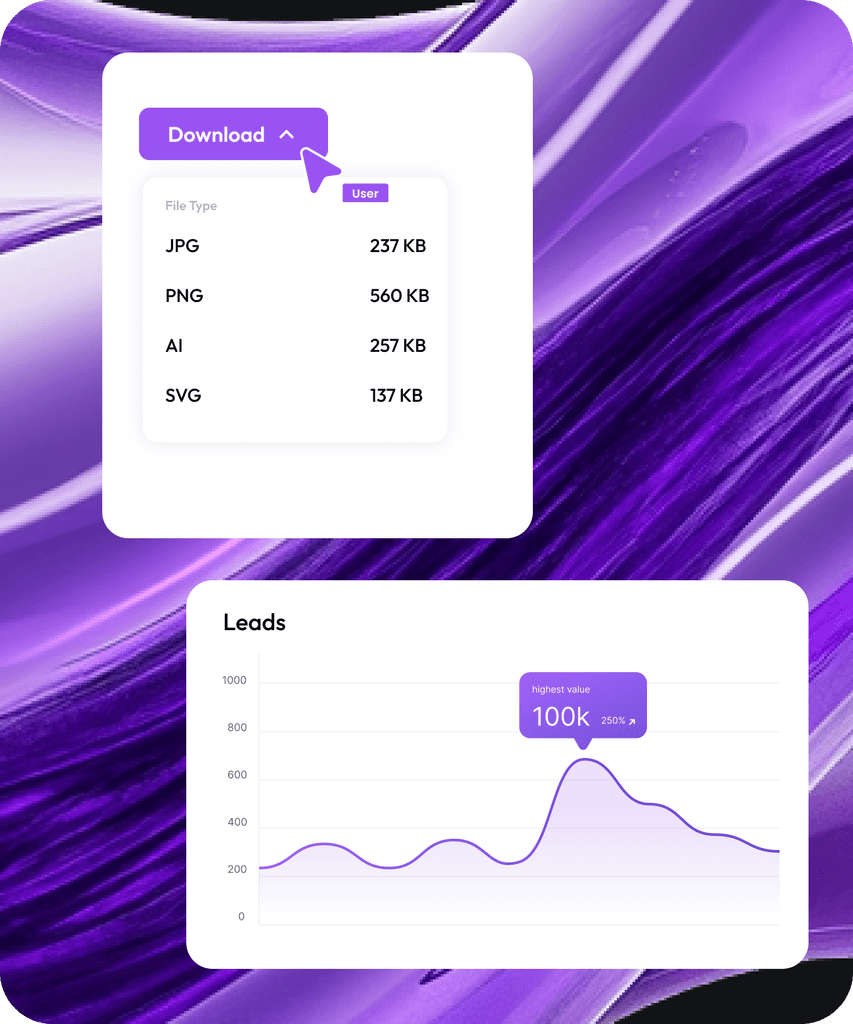 Download
User
File Type
JPG 237 KB
PNG 560 KB
AI 257 KB
SVG 137 KB
Leads
1000
800
600
400
200
0
highest value
100k 250%